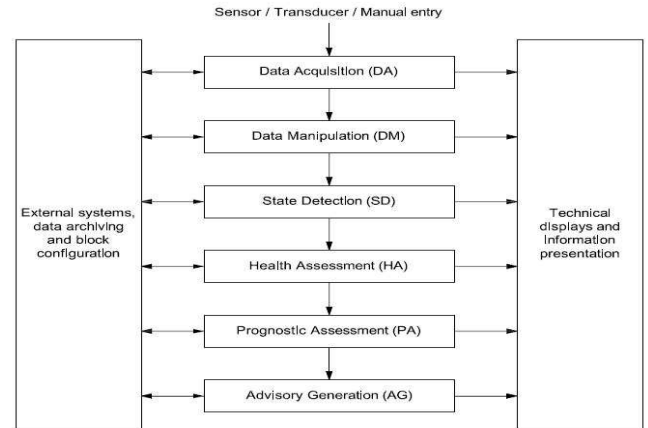 Sensor / Transducer / Manual entry
Data Acquisition (DA)
Data Manipulation (DM)
State Detection (SD)
External systems,
data archiving
and block
configuration
Technical
displays and
information
presentation
Health Assessment (HA)
Prognostic Assessment (PA)
Advisory Generation (AG)